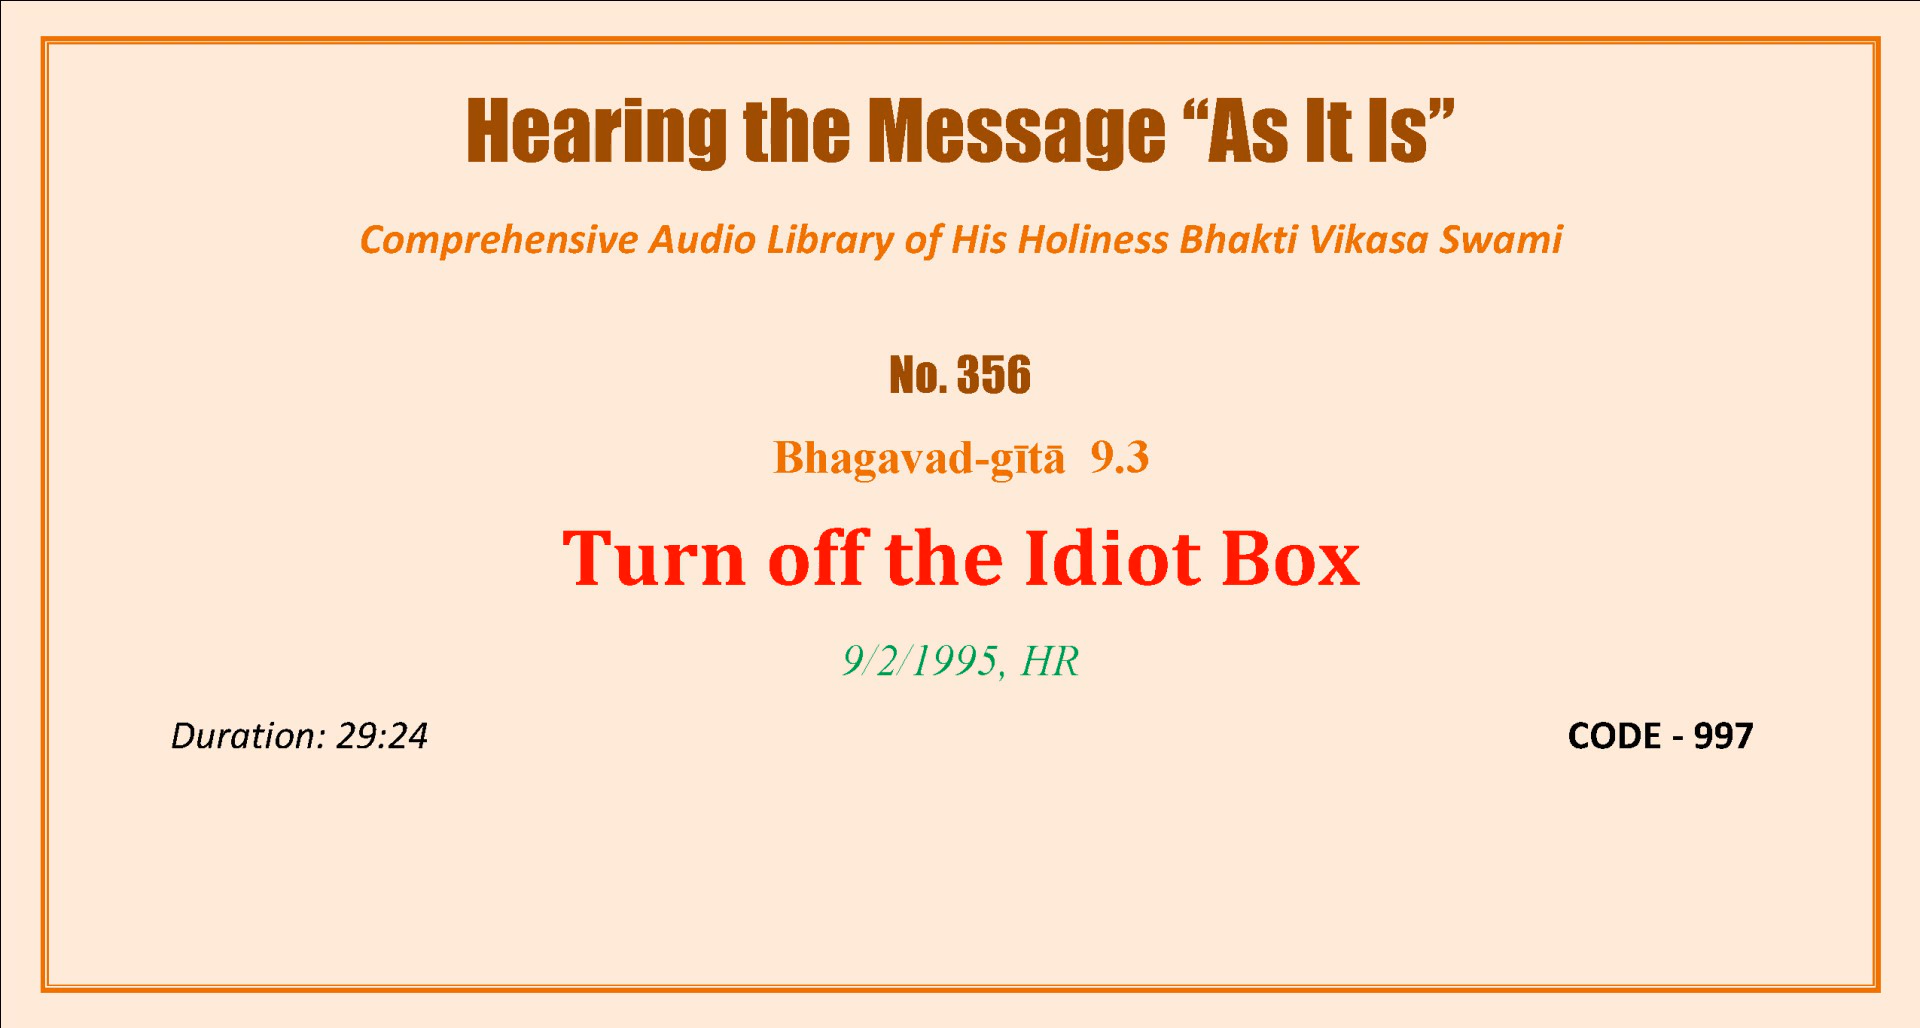 Hearing the Message “As It Is”
Comprehensive Audio Library of His Holiness Bhakti Vikasa Swami
No. 356
Bhagavad-gītā 9.3
Turn off the Idiot Box
9/2/1995, HR
Duration: 29:24
CODE - 997